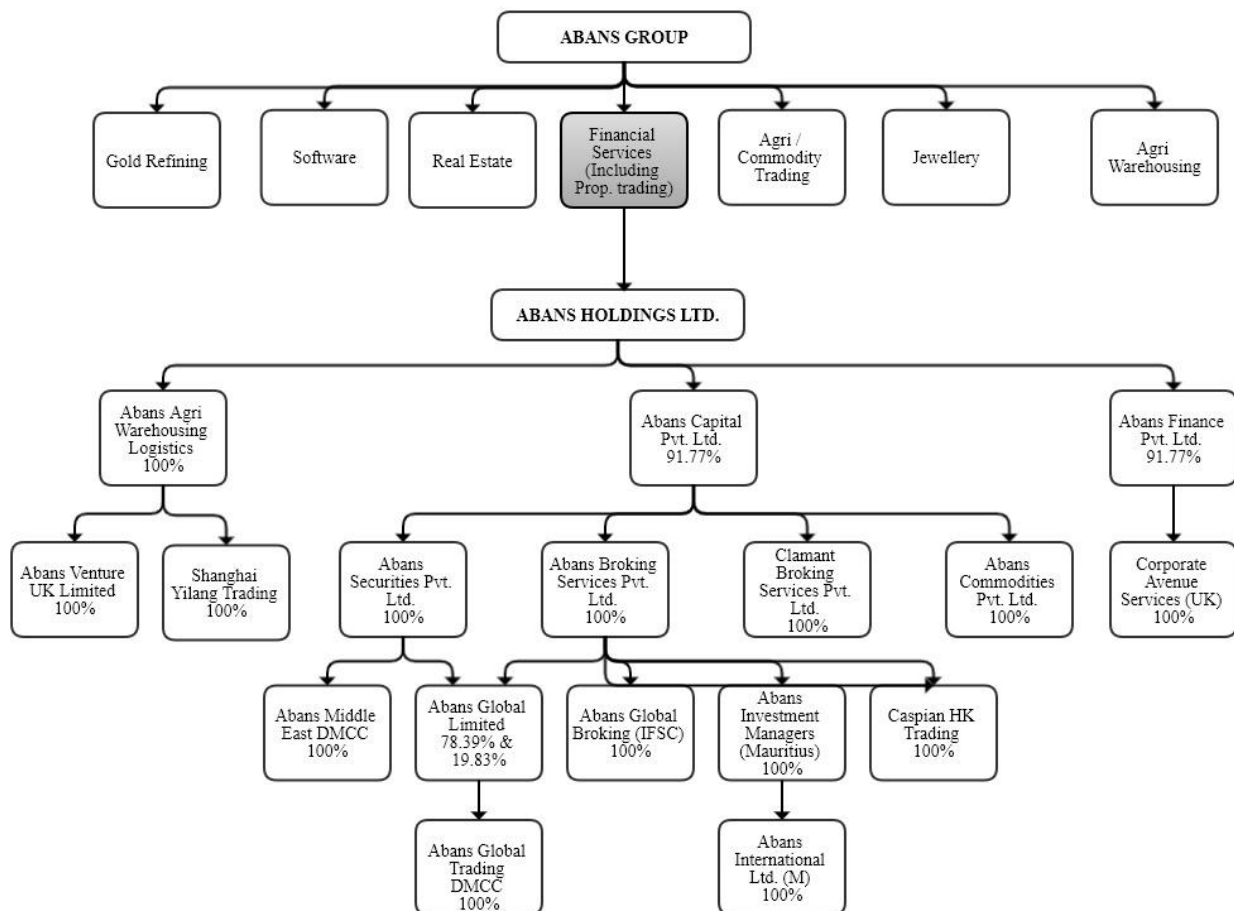 ABANS GROUP
Gold Refining
Software
Real Estate
Financial
Services
(Including
Prop. trading)
Agri /
Commodity
Trading
Jewellery
Agri
Warehousing
ABANS HOLDINGS LTD.
Abans Agri
Warehousing
Logistics
100%
Abans Capital
Pvt. Ltd.
91.77%
Abans Finance
Pvt. Ltd.
91.77%
Abans Venture
UK Limited
100%
Shanghai
Yilang Trading
100%
Abans
Securities Pvt.
Ltd.
100%
Abans Broking
Services Pvt.
Ltd.
100%
Clamant
Broking
Services Pvt.
Ltd.
100%
Abans
Commodities
Pvt. Ltd.
100%
Corporate
Avenue
Services (UK)
100%
Abans Middle
East DMCC
100%
Abans Global
Limited
78.39% &
19.83%
Abans Global
Broking (IFSC)
100%
Abans
Investment
Managers
(Mauritius)
100%
Caspian HK
Trading
100%
Abans Global
Trading
DMCC
100%
Abans
International
Ltd. (M)
100%